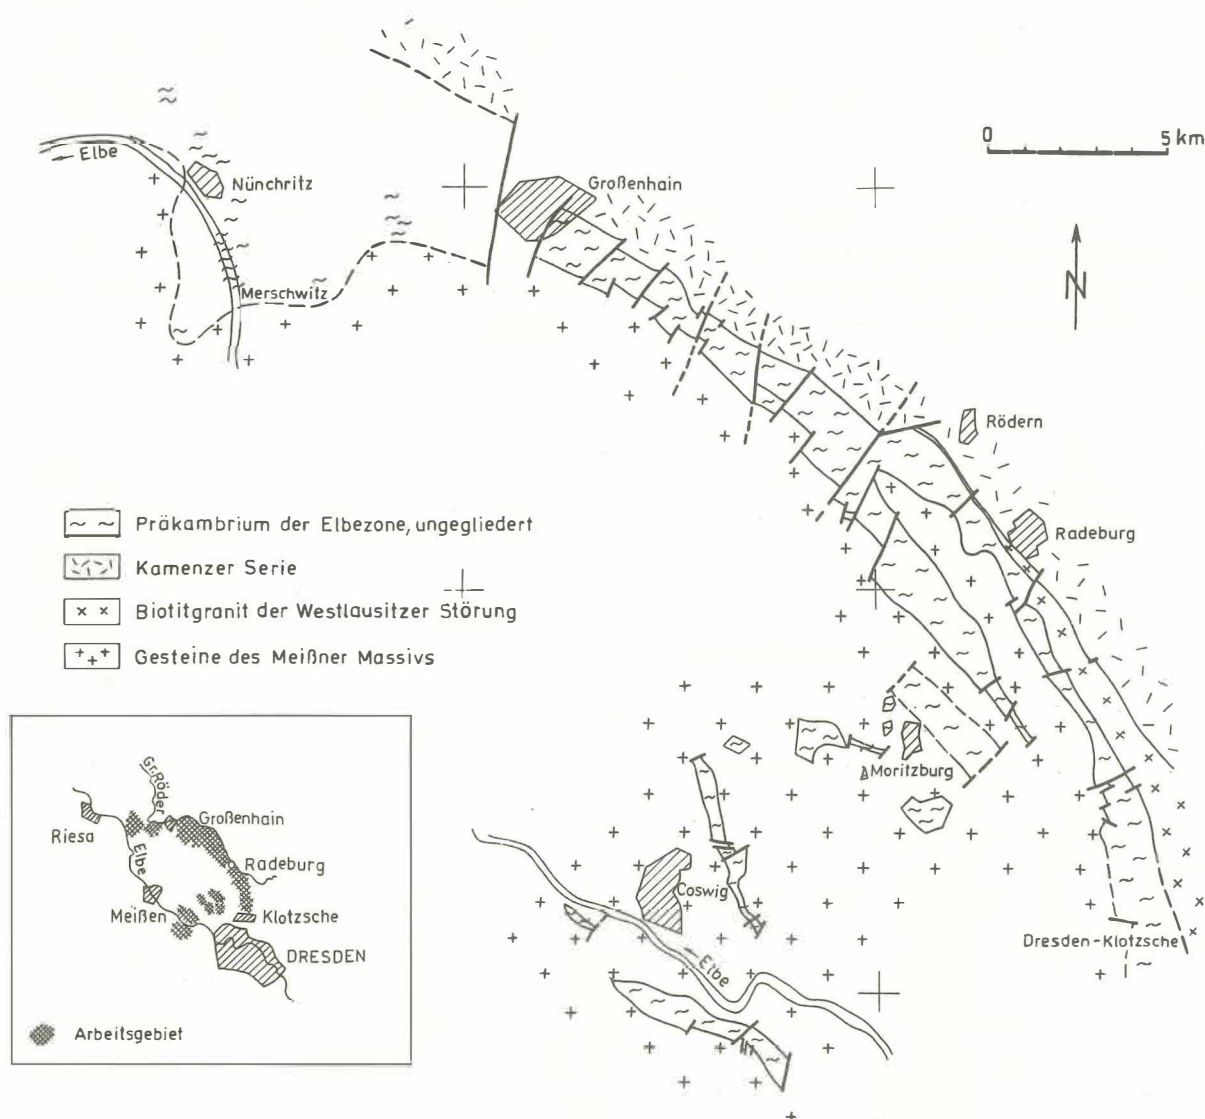 0 5 km
Elbe
Nünchritz
Großenhain
Merschwitz
N
Rödern
Radeburg
Präkambrium der Elbezone, ungegliedert
Kamenzer Serie
Biotitgranit der Westlausitzer Störung
Gesteine des Meißner Massivs
Moritzburg
Coswig
Elbe
Dresden-Klotzsche
Gr. Röder
Großenhain
Riesa
Elbe
Radeburg
Meißen
Klotzsche
DRESDEN
Arbeitsgebiet